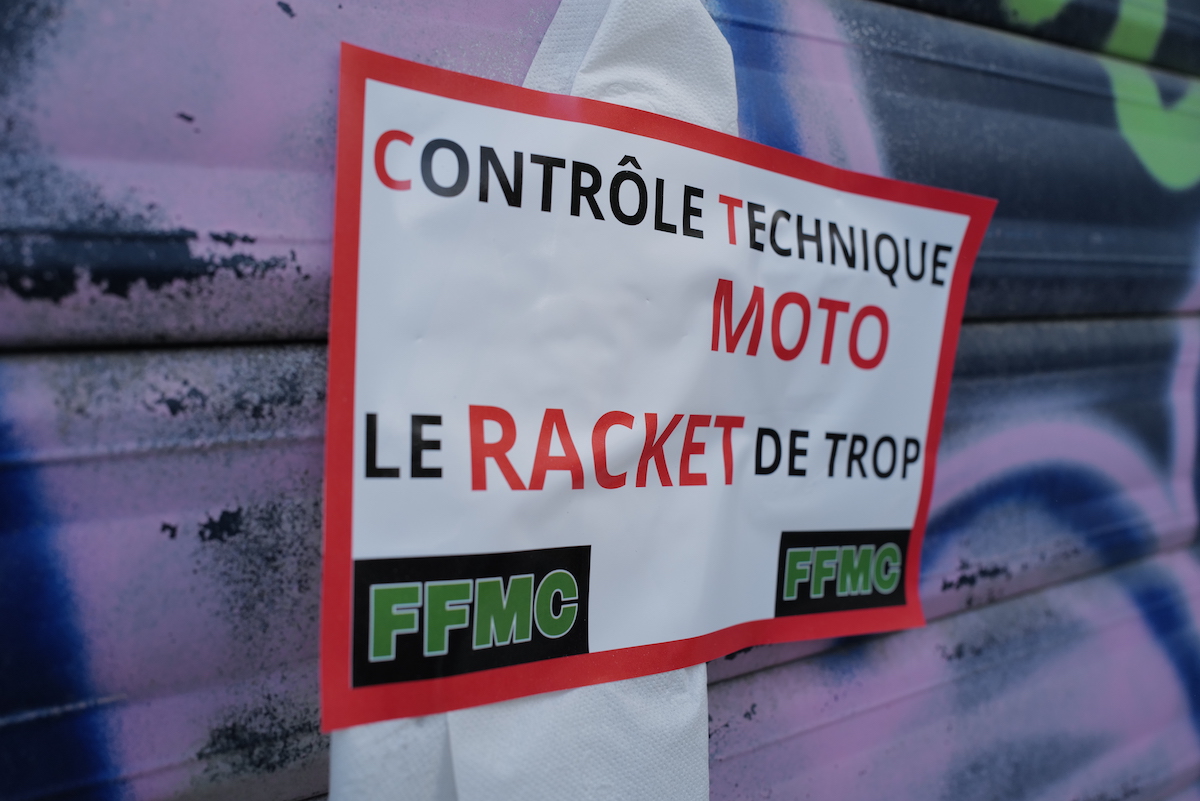 CONTRÔLE TECHNIQUE
MOTO
LE RACKET DE TROP
FFMC FFMC